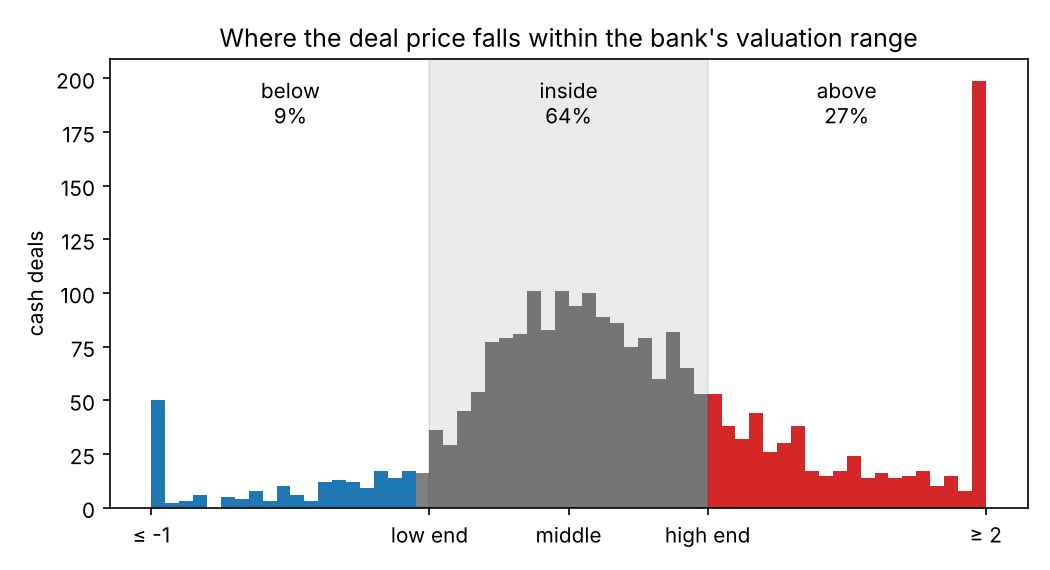 Where the deal price falls within the bank's valuation range
below
9%
inside
64%
above
27%
cash deals
200
175
150
125
100
75
50
25
0
≤ -1
low end
middle
high end
≥ 2